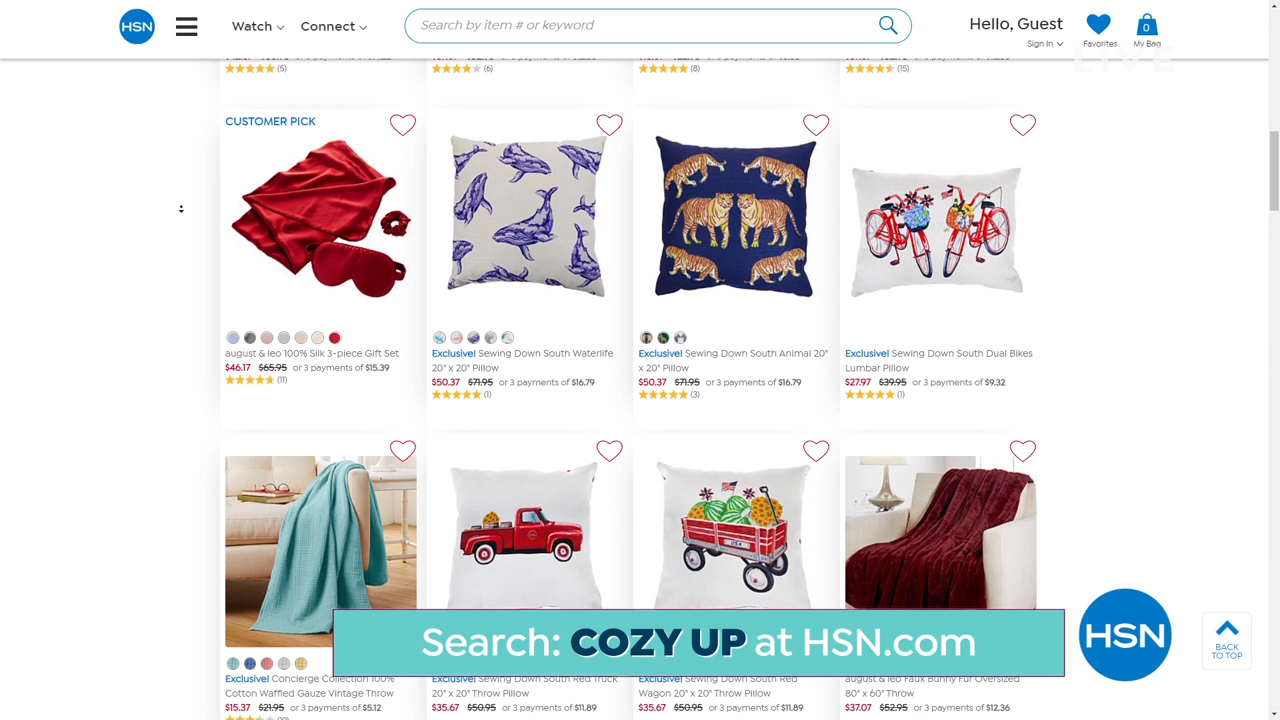 HSN
Watch
Connect
Search by item # or keyword
Hello, Guest
Sign In
Favorites
0
My Bag
LIVE
(5)
(6)
(8)
(15)
CUSTOMER PICK
august & leo 100% Silk 3-piece Gift Set
$46.17 $65.95 or 3 payments of $15.39
(11)
Exclusive! Sewing Down South Waterlife
20" x 20" Pillow
$50.37 $71.95 or 3 payments of $16.79
(1)
Exclusive! Sewing Down South Animal 20"
x 20" Pillow
$50.37 $71.95 or 3 payments of $16.79
(3)
Exclusive! Sewing Down South Dual Bikes
Lumbar Pillow
$27.97 $39.95 or 3 payments of $9.32
(1)
Exclusive! Concierge Collection 100%
Cotton Waffled Gauze Vintage Throw
$15.37 $21.95 or 3 payments of $5.12
Exclusive! Sewing Down South Red Truck
20" x 20" Throw Pillow
$35.67 $50.95 or 3 payments of $11.89
Exclusive! Sewing Down South Red
Wagon 20" x 20" Throw Pillow
$35.67 $50.95 or 3 payments of $11.89
august & leo Faux Bunny Fur Oversized
80" x 60" Throw
$37.07 $52.95 or 3 payments of $12.36
Search: COZY UP at HSN.com
HSN
BACK
TO TOP